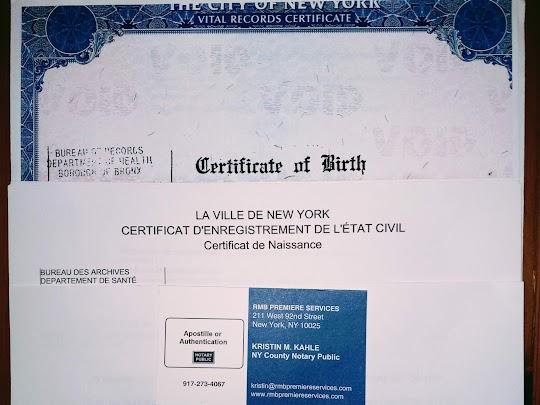 THE CITY OF NEW YORK
VITAL RECORDS CERTIFICATE
BUREAU OF RECORDS
DEPARTMENT OF HEALTH
BOROUGH OF BRONX
Certificate of Birth
LA VILLE DE NEW YORK
CERTIFICAT D'ENREGISTREMENT DE L'ÉTAT CIVIL
Certificat de Naissance
BUREAU DES ARCHIVES
DEPARTEMENT DE SANTÉ
Apostille or
Authentication
NOTARY
PUBLIC
917-273-4067
RMB PREMIERE SERVICES
211 West 92nd Street
New York, NY 10025
KRISTIN M. KAHLE
NY County Notary Public
kristin@rmbpremiereservices.com
www.rmbpremiereservices.com